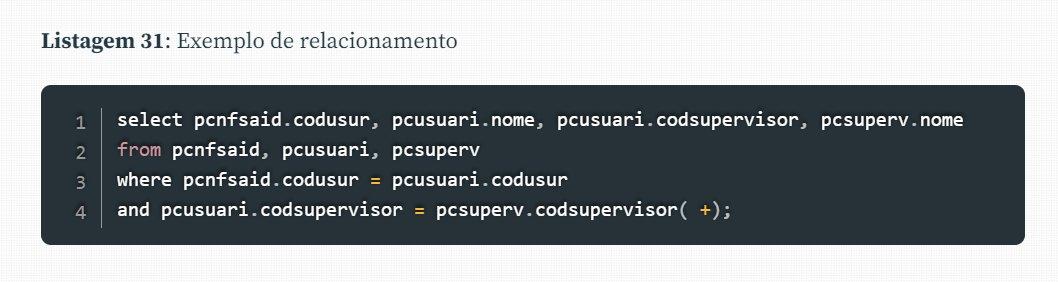 Listagem 31: Exemplo de relacionamento
1 select pcnfsaid.codusur, pcusuari.nome, pcusuari.codsupervisor, pcsuperv.nome
2 from pcnfsaid, pcusuari, pcsuperv
3 where pcnfsaid.codusur = pcusuari.codusur
4 and pcusuari.codsupervisor = pcsuperv.codsupervisor( +);